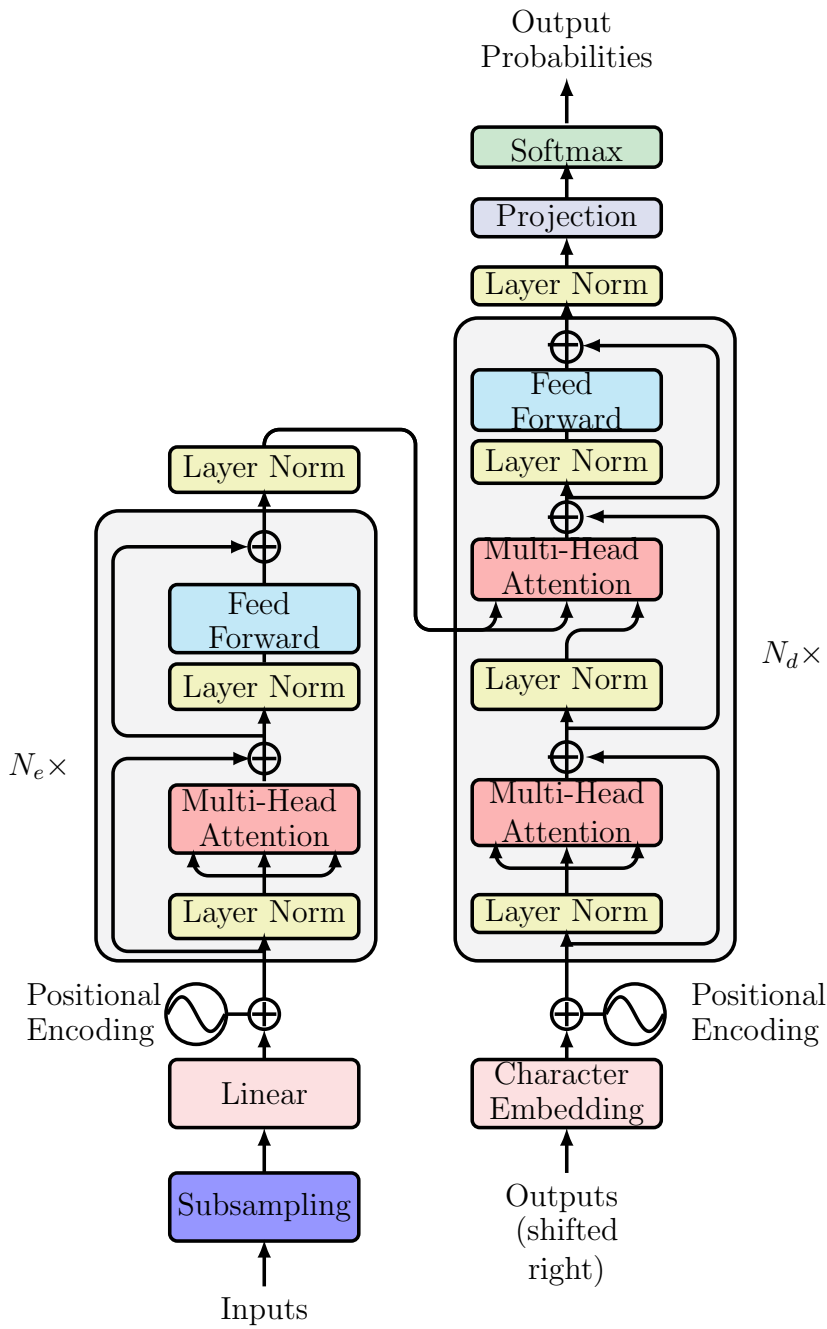 Output
Probabilities
Softmax
Projection
Layer Norm
Feed
Forward
Layer Norm
Multi-Head
Attention
Layer Norm
Multi-Head
Attention
Layer Norm
N_d×
Positional
Encoding
Character
Embedding
Outputs
(shifted
right)
Layer Norm
Feed
Forward
Layer Norm
N_e×
Multi-Head
Attention
Layer Norm
Positional
Encoding
Linear
Subsampling
Inputs